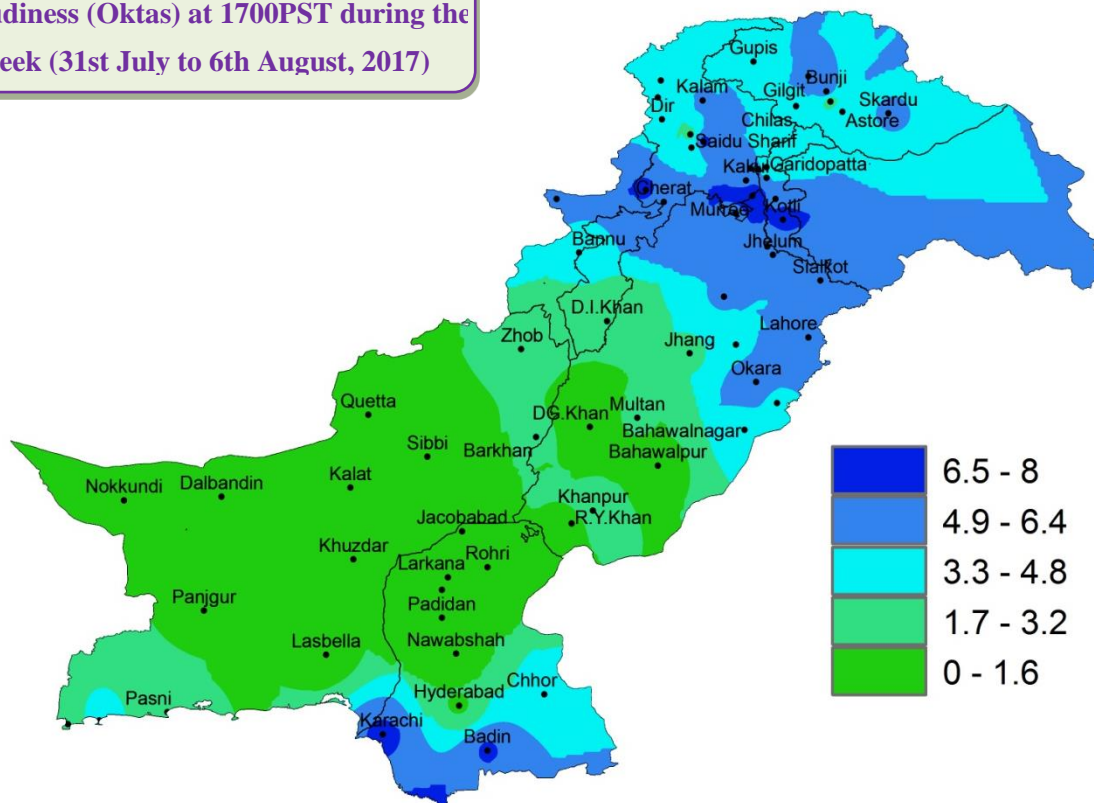 (Oktas) at 1700PST during the
(31st July to 6th August, 2017)
Gupis
Bunji
Kalam
Gilgit
Skardu
Dir
Chilas
Astore
Saidu Sharif
Garidopatta
Cherat
Murree
Kotli
Bannu
Jhelum
Sialkot
D.I.Khan
Lahore
Zhob
Jhang
Okara
Quetta
DG.Khan
Multan
Bahawalnagar
Sibbi
Barkhan
Bahawalpur
Kalat
Nokkundi
Dalbandin
Khanpur
Jacobabad
R.Y.Khan
Khuzdar
Rohri
Larkana
Panjgur
Padidan
Lasbella
Nawabshah
Pasni
Hyderabad
Chhor
Karachi
Badin
6.5 - 8
4.9 - 6.4
3.3 - 4.8
1.7 - 3.2
0 - 1.6